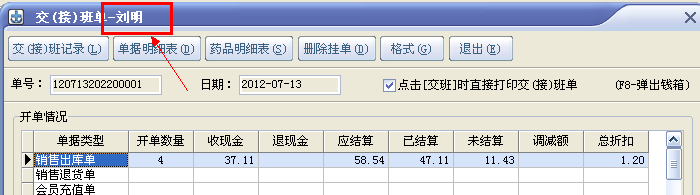 交(接)班单-刘明
交(接)班记录(L) 单据明细表(D) 药品明细表(S) 删除挂单(M) 格式(G) 退出(E)
单号: 120713202200001 日期: 2012-07-13 点击[交班]时直接打印交(接)班单 (F8-弹出钱箱)
开单情况
单据类型 开单数量 收现金 退现金 应结算 已结算 未结算 调减额 总折扣
销售出库单 4 37.11 58.54 47.11 11.43 1.20
销售退货单
会员充值单